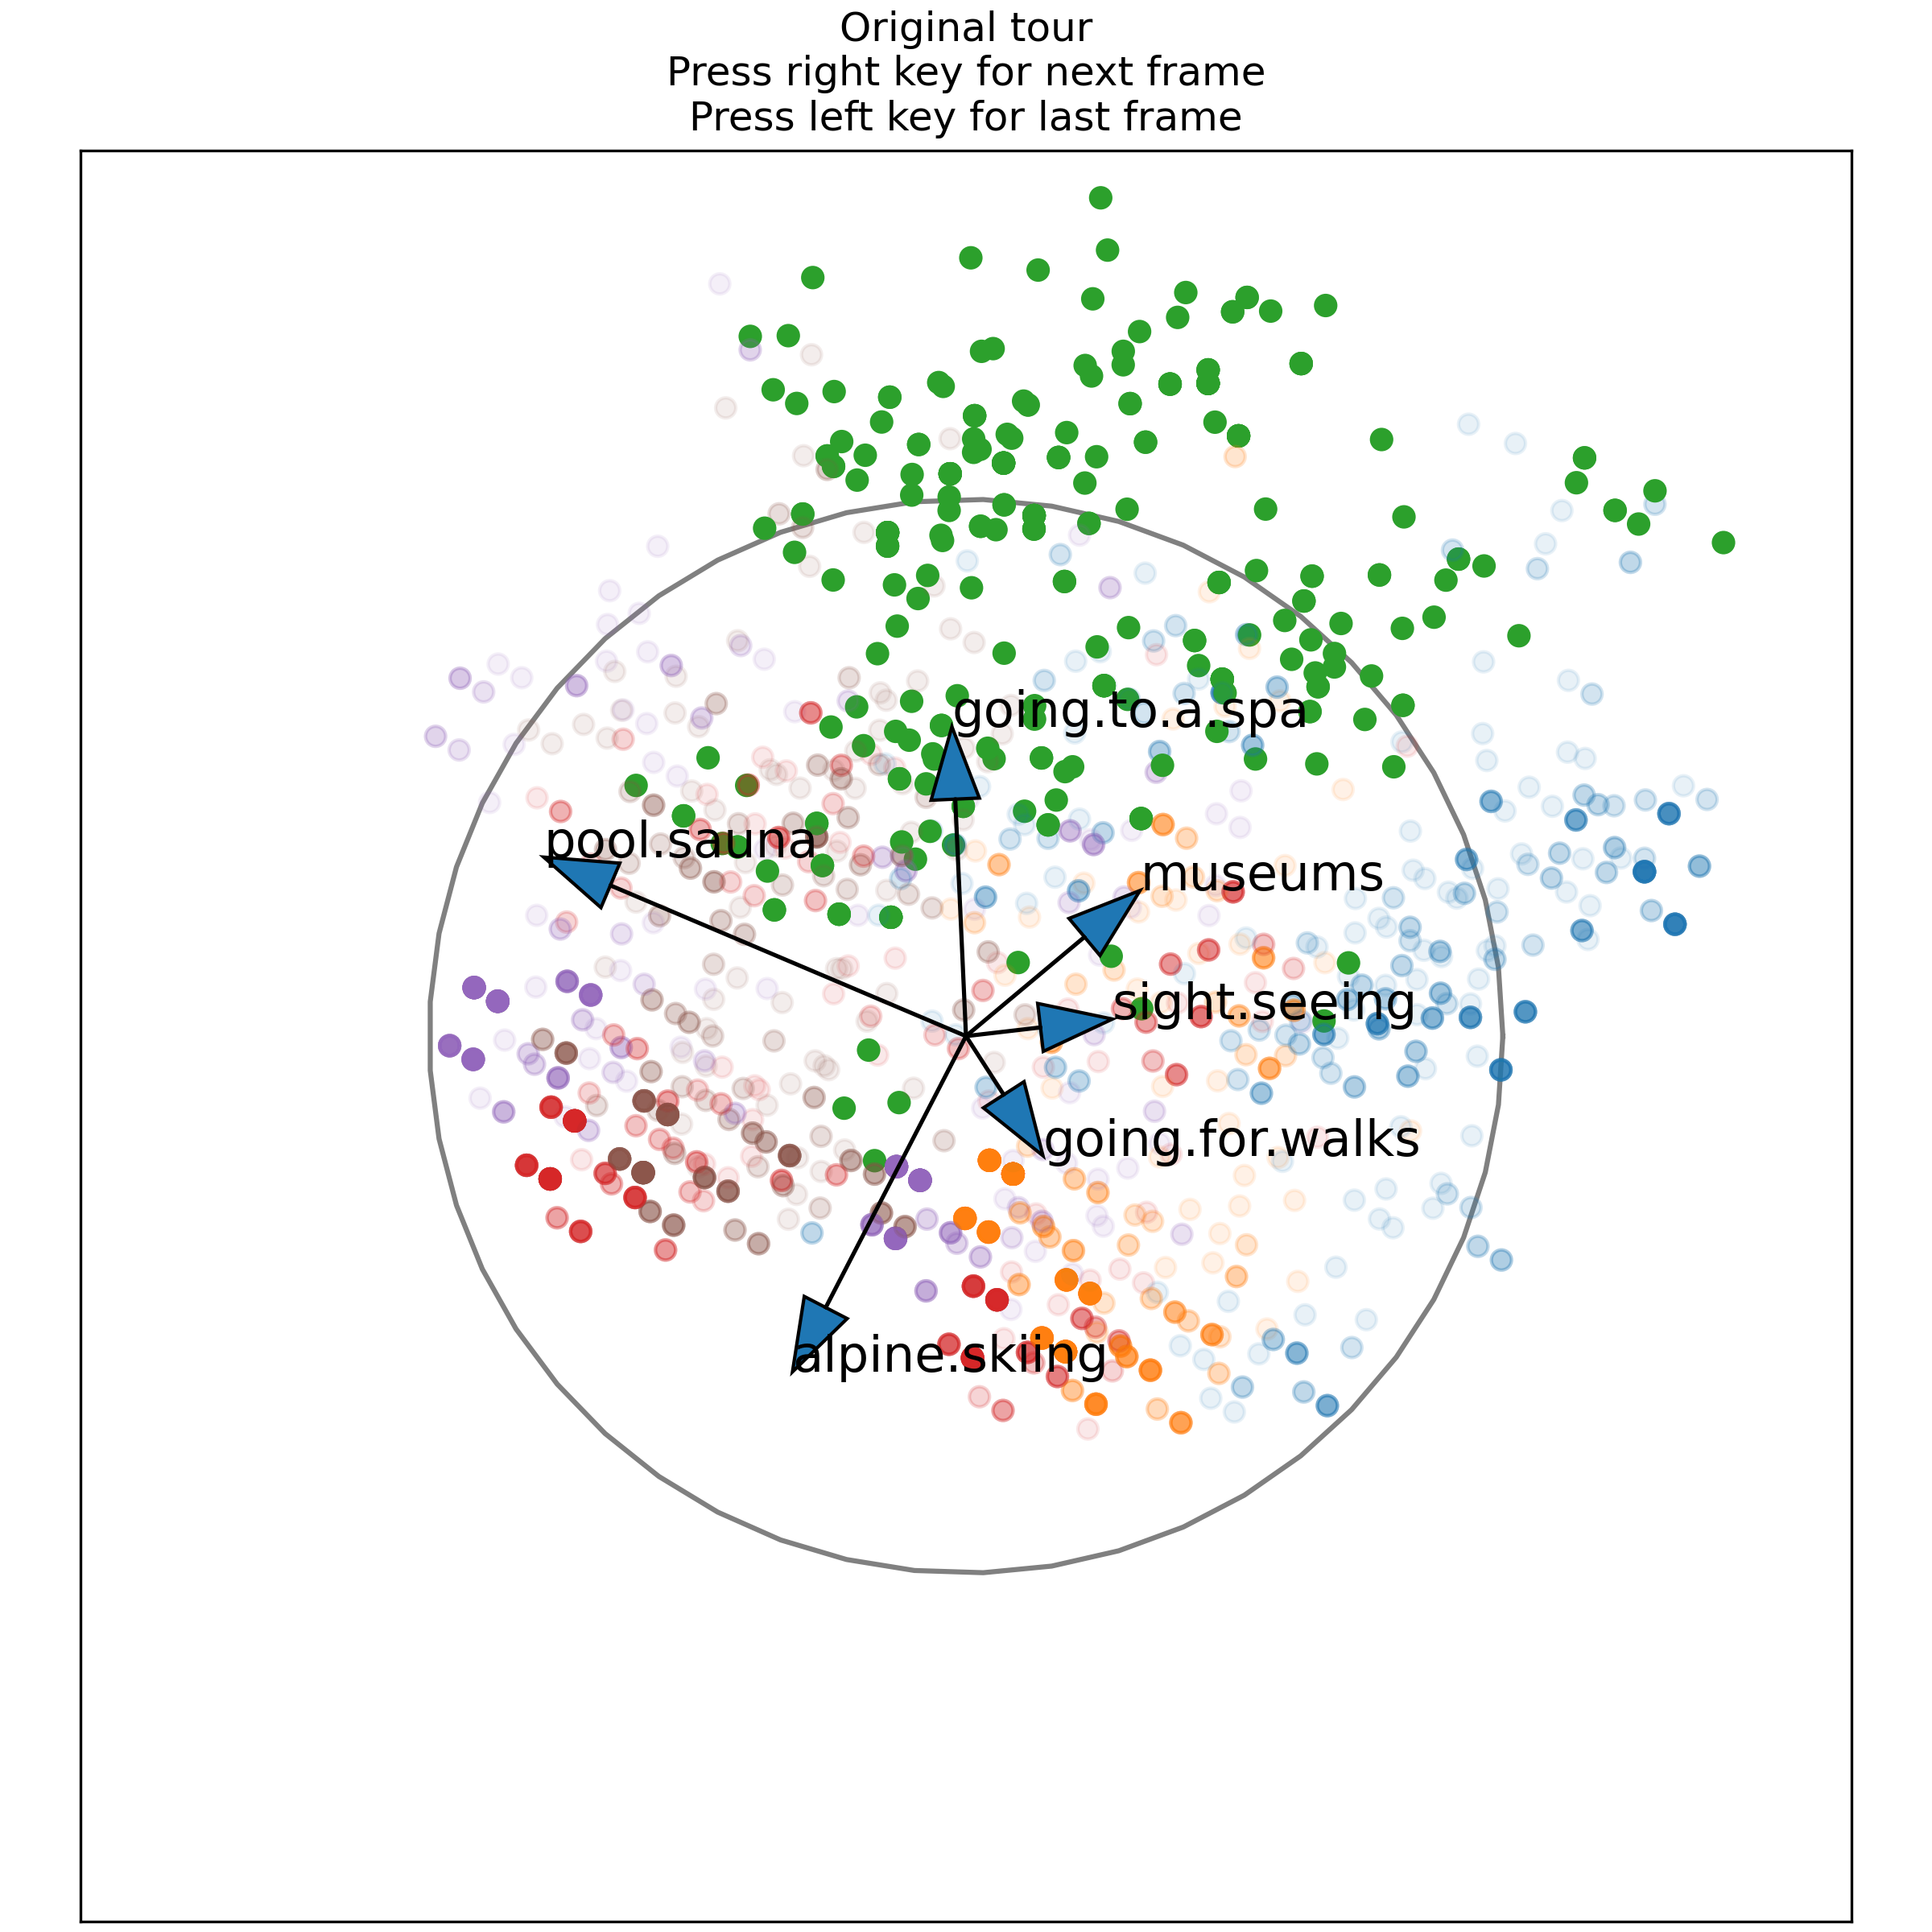 Original tour
Press right key for next frame
Press left key for last frame
going.to.a.spa
pool.sauna
museums
sight.seeing
going.for.walks
alpine.skiing